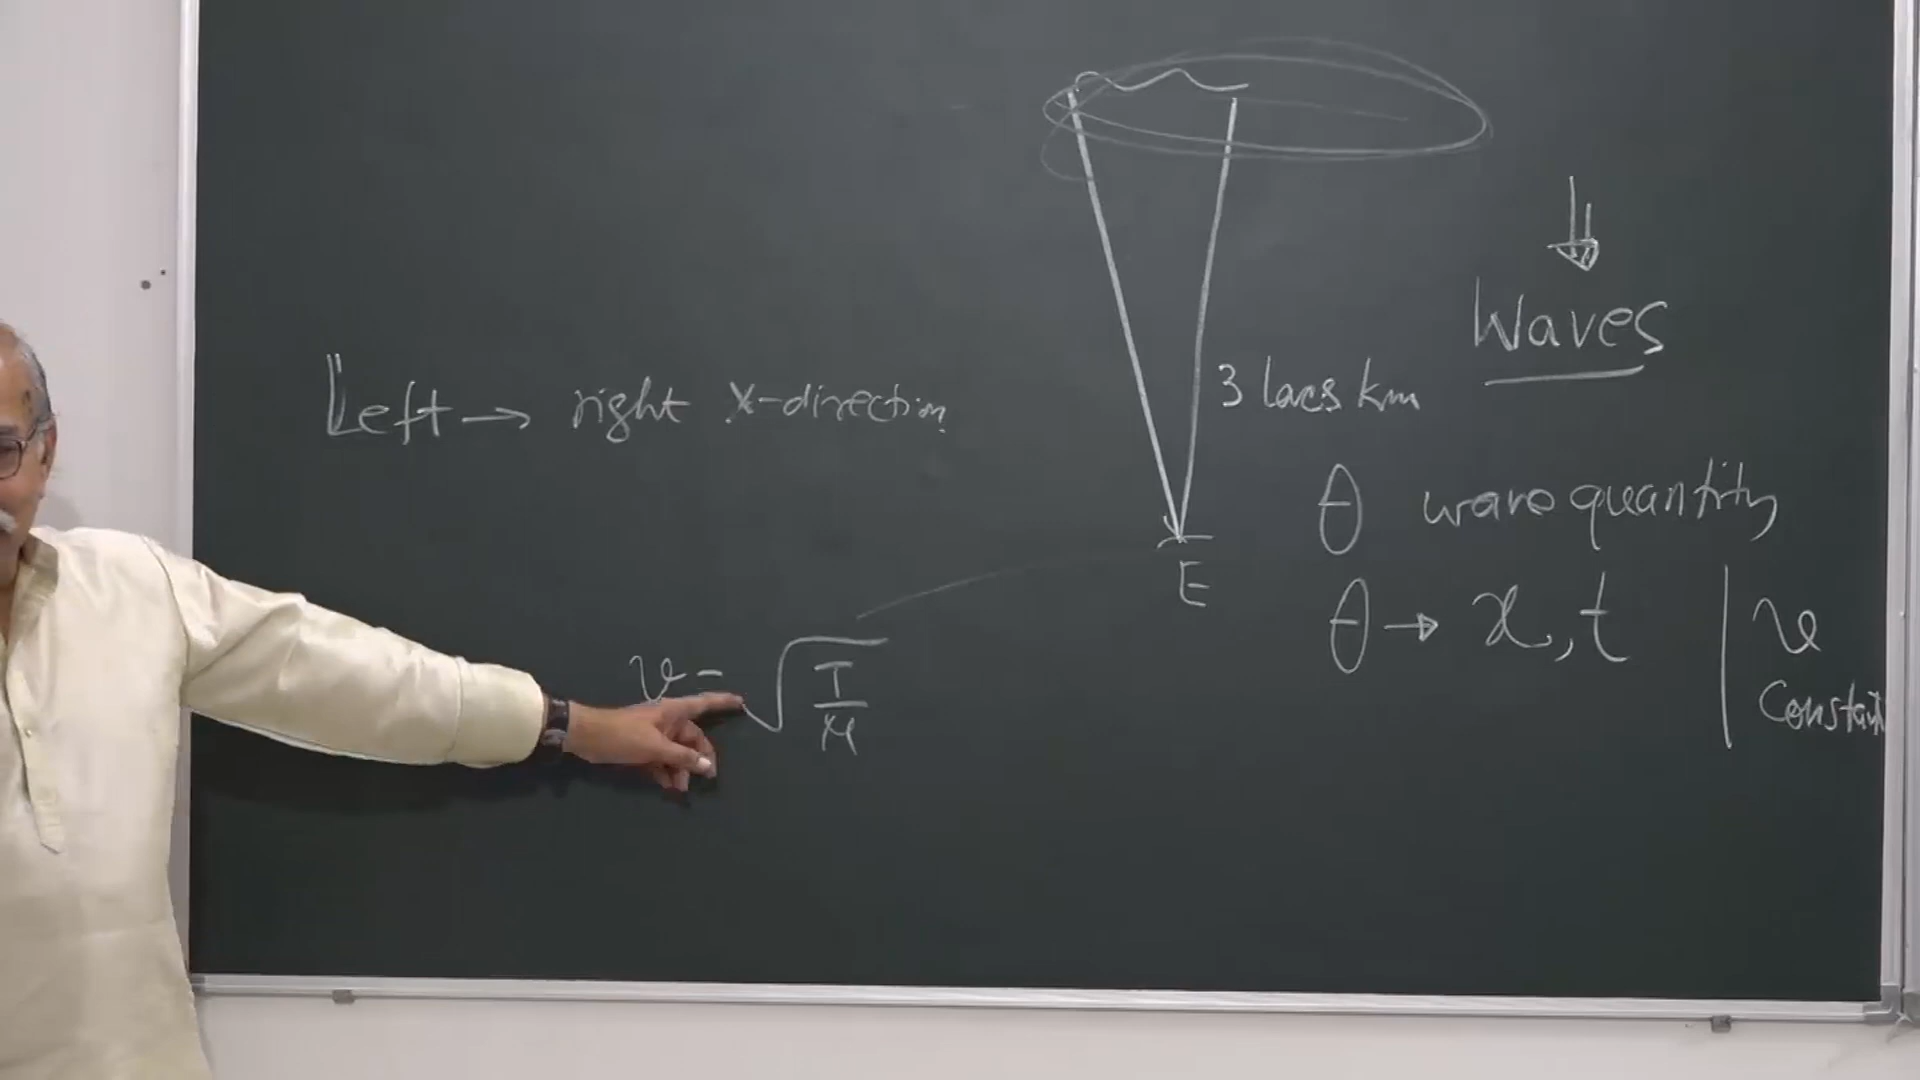 Waves
3 lacs km
Left → right X-direction
θ wave quantity
E
θ → x, t | v
Constant
v = √T/μ